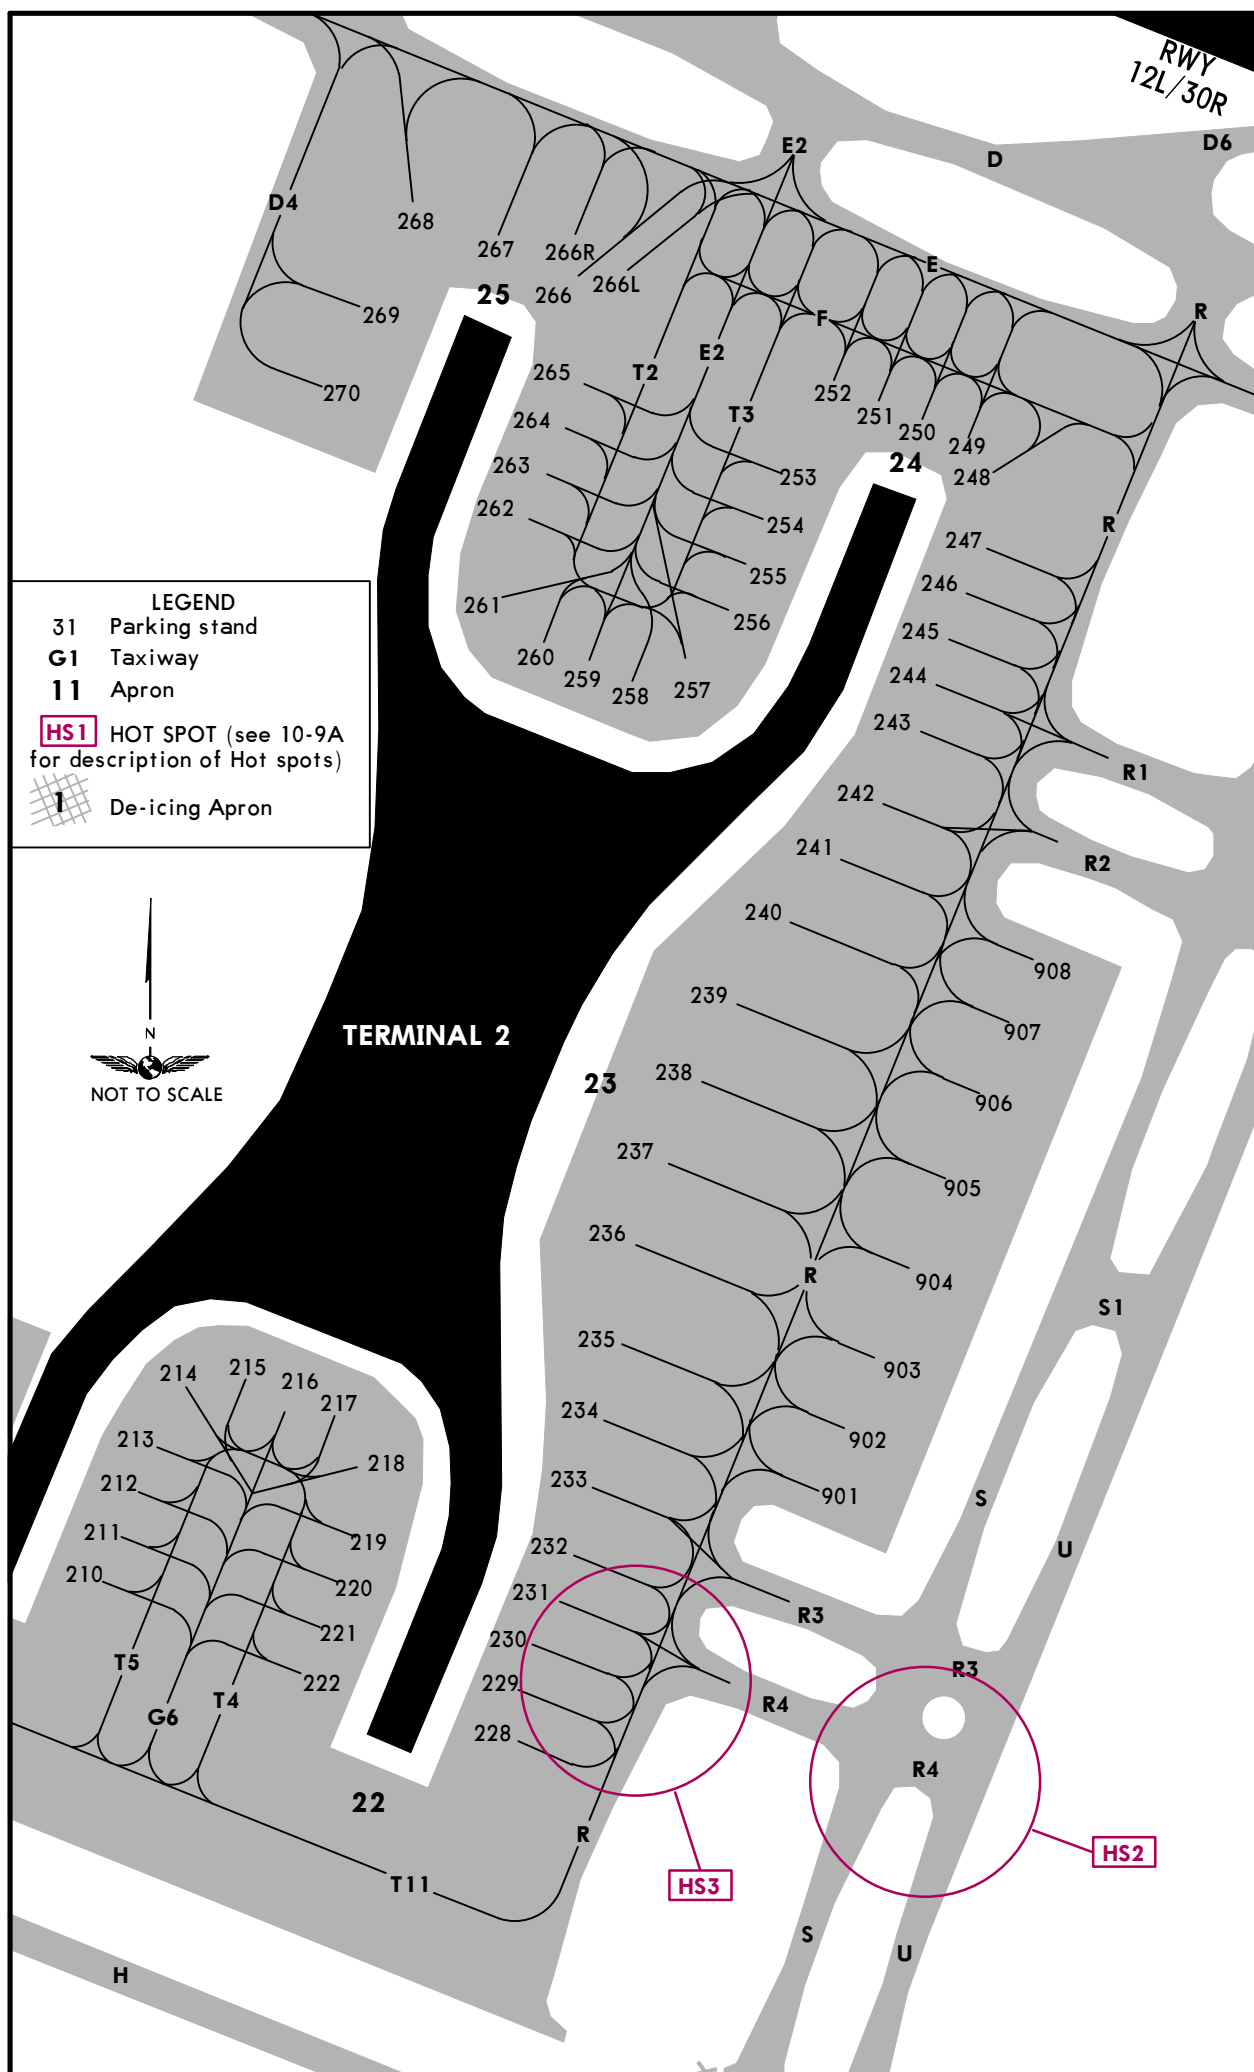 RWY
12L/30R
E2
D
D6
D4
268
267
266R
E
266
266L
25
269
F
R
270
265
T2
E2
252
T3
251
264
250
249
24
263
253
248
262
254
R
247
255
246
261
256
245
260
259
258
257
244
243
LEGEND
31 Parking stand
G1 Taxiway
11 Apron
HS1 HOT SPOT (see 10-9A
for description of Hot spots)
1 De-icing Apron
R1
242
241
R2
240
908
239
907
N
NOT TO SCALE
TERMINAL 2
23
238
906
237
905
236
R
904
S1
235
903
214
215
216
217
234
902
213
218
233
901
212
S
211
219
232
U
210
220
231
R3
221
230
T5
222
229
R3
G6
T4
228
R4
R4
22
R
HS2
T11
HS3
S
U
H